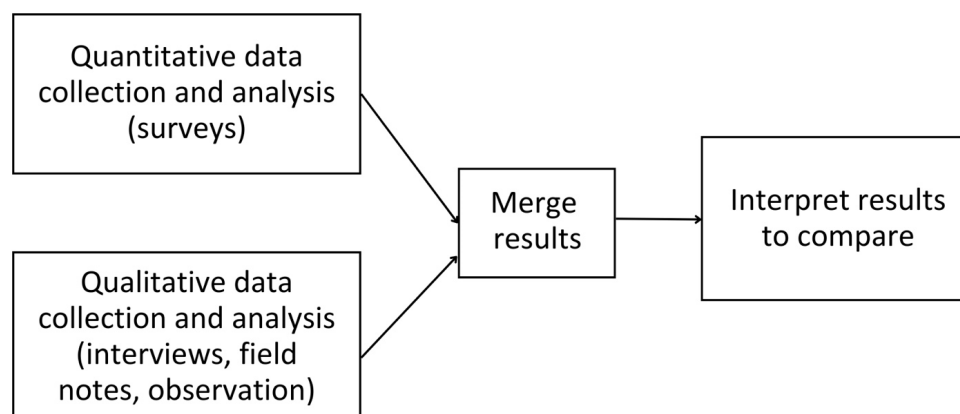 Quantitative data
collection and analysis
(surveys)
Qualitative data
collection and analysis
(interviews, field
notes, observation)
Merge
results
Interpret results
to compare